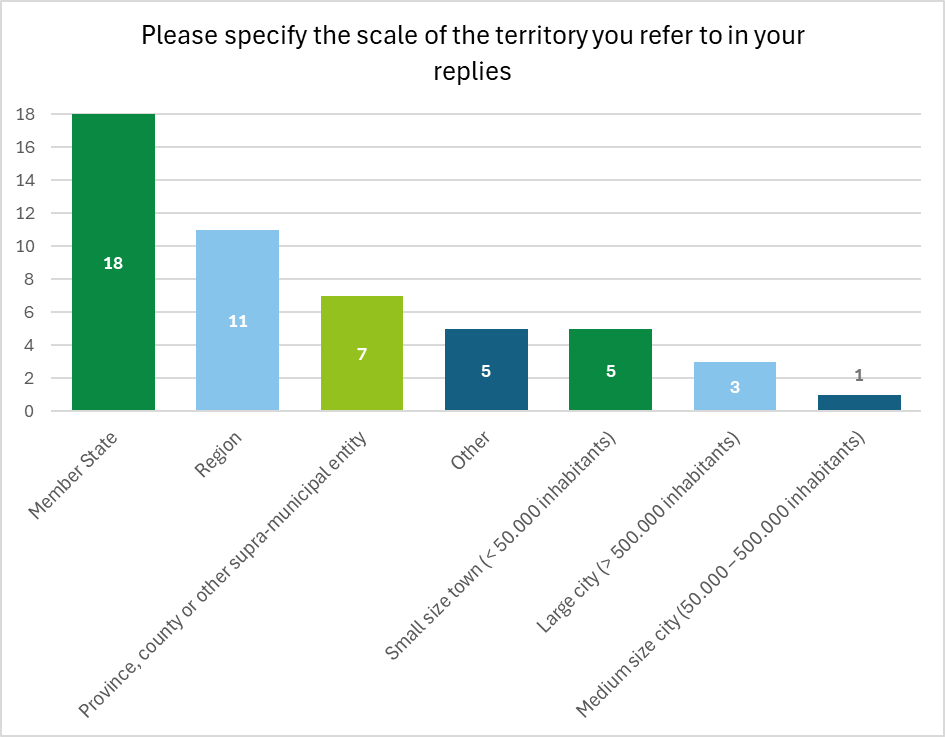 Please specify the scale of the territory you refer to in your
replies
18
16
14
12
10
8
6
4
2
0
18
11
7
5
5
3
1
Member State
Region
Province, county or other supra-municipal entity
Other
Small size town (< 50.000 inhabitants)
Large city (> 500.000 inhabitants)
Medium size city (50.000 – 500.000 inhabitants)